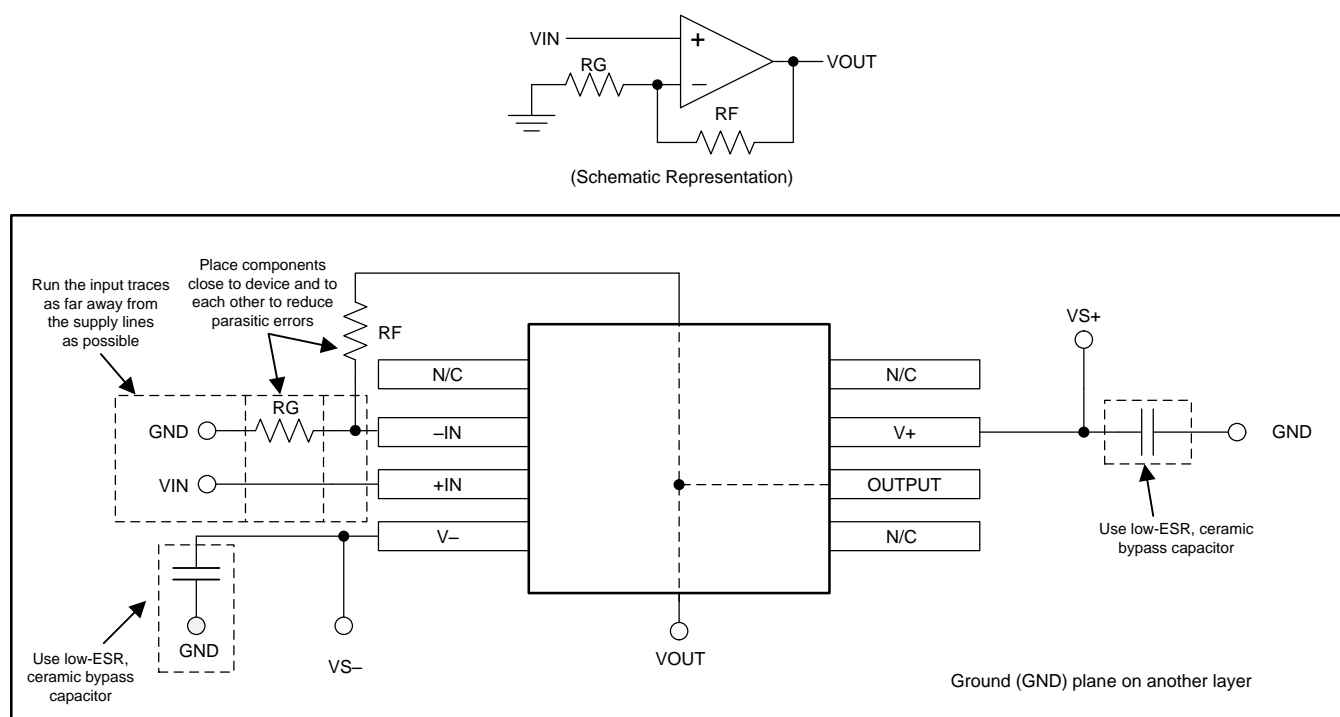 VIN
+
VOUT
RG
−
RF
(Schematic Representation)
Run the input traces
as far away from
the supply lines
as possible
Place components
close to device and to
each other to reduce
parasitic errors
RF
VS+
N/C
N/C
RG
GND
–IN
V+
GND
VIN
+IN
OUTPUT
V–
N/C
Use low-ESR, ceramic
bypass capacitor
GND
VS–
VOUT
Use low-ESR,
ceramic bypass
capacitor
Ground (GND) plane on another layer